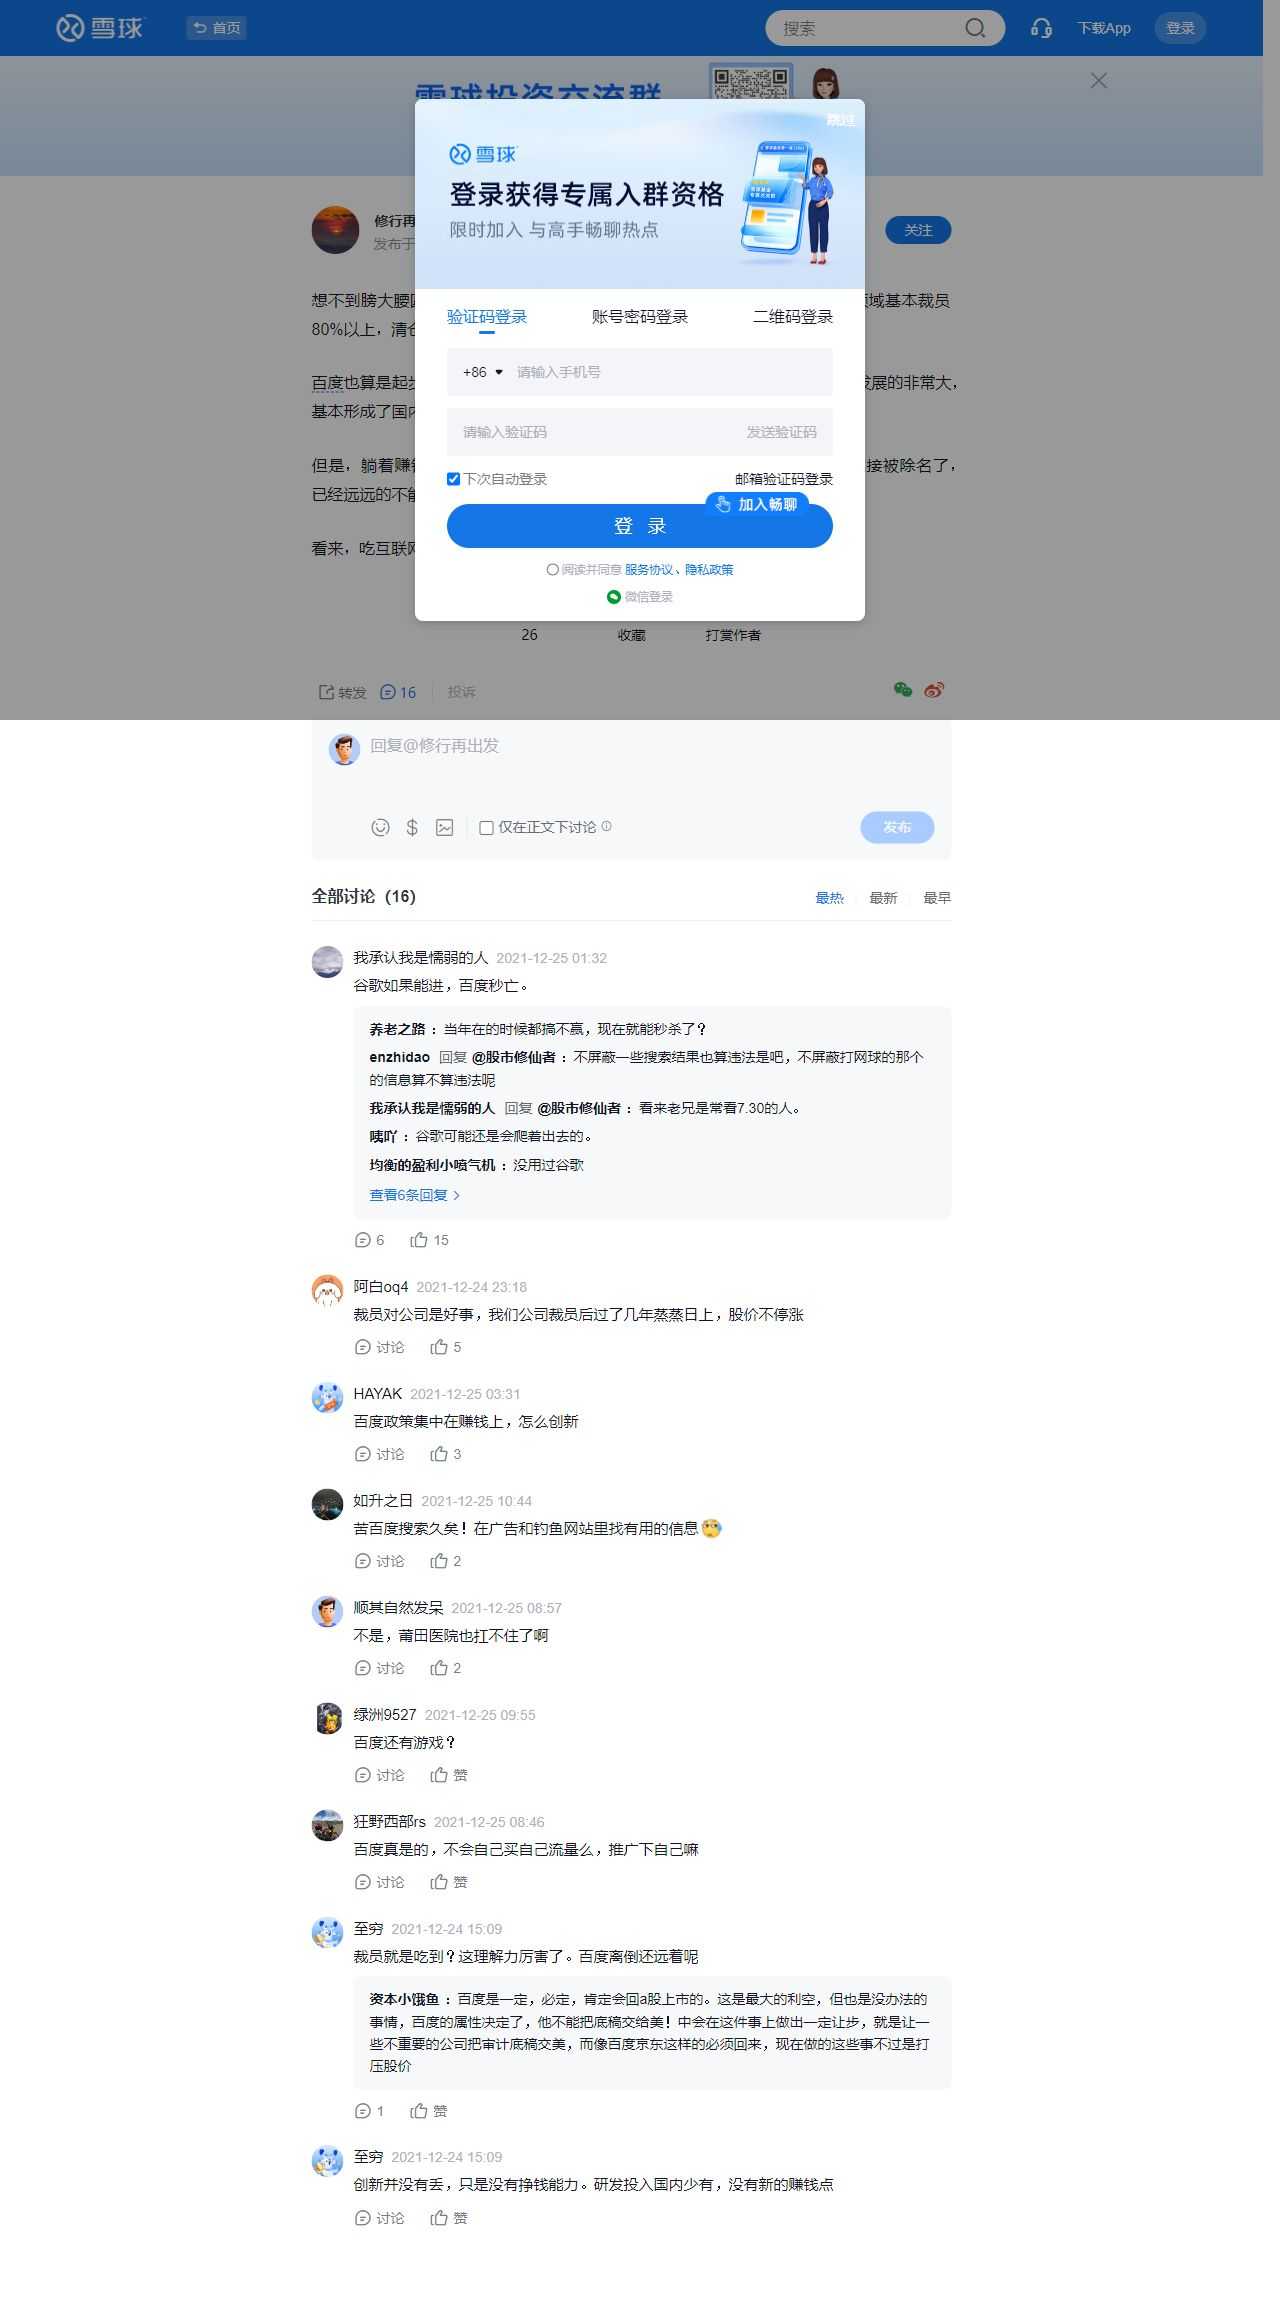 雪球
首页
搜索
下载App
登录
雪球投资交流群
跳过
雪球
登录获得专属入群资格
限时加入 与高手畅聊热点
修行再
发布于
关注
验证码登录
账号密码登录
二维码登录
+86
请输入手机号
请输入验证码
发送验证码
下次自动登录
邮箱验证码登录
加入畅聊
登 录
阅读并同意 服务协议、隐私政策
微信登录
想不到膀大腰
域基本裁员
80%以上，清
百度也算是起
发展的非常大，
基本形成了国
但是，躺着赚
接被除名了，
已经远远的不
看来，吃互联
26
收藏
打赏作者
转发
16
投诉
回复@修行再出发
仅在正文下讨论
发布
全部讨论（16）
最热
最新
最早
我承认我是懦弱的人 2021-12-25 01:32
谷歌如果能进，百度秒亡。
养老之路：当年在的时候都搞不赢，现在就能秒杀了？
enzhidao 回复 @股市修仙者：不屏蔽一些搜索结果也算违法是吧，不屏蔽打网球的那个
的信息算不算违法呢
我承认我是懦弱的人 回复 @股市修仙者：看来老兄是常看7.30的人。
咦吖：谷歌可能还是会爬着出去的。
均衡的盈利小喷气机：没用过谷歌
查看6条回复
6
15
阿白oq4 2021-12-24 23:18
裁员对公司是好事，我们公司裁员后过了几年蒸蒸日上，股价不停涨
讨论
5
HAYAK 2021-12-25 03:31
百度政策集中在赚钱上，怎么创新
讨论
3
如升之日 2021-12-25 10:44
苦百度搜索久矣！在广告和钓鱼网站里找有用的信息
讨论
2
顺其自然发呆 2021-12-25 08:57
不是，莆田医院也扛不住了啊
讨论
2
绿洲9527 2021-12-25 09:55
百度还有游戏？
讨论
赞
狂野西部rs 2021-12-25 08:46
百度真是的，不会自己买自己流量么，推广下自己嘛
讨论
赞
至穷 2021-12-24 15:09
裁员就是吃到？这理解力厉害了。百度离倒还远着呢
资本小饿鱼：百度是一定，必定，肯定会回a股上市的。这是最大的利空，但也是没办法的
事情，百度的属性决定了，他不能把底稿交给美！中会在这件事上做出一定让步，就是让一
些不重要的公司把审计底稿交美，而像百度京东这样的必须回来，现在做的这些事不过是打
压股价
1
赞
至穷 2021-12-24 15:09
创新并没有丢，只是没有挣钱能力。研发投入国内少有，没有新的赚钱点
讨论
赞